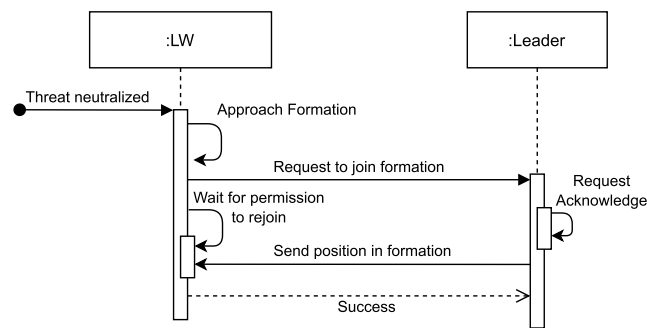 :LW
:Leader
Threat neutralized
Approach Formation
Request to join formation
Request
Acknowledge
Wait for permission
to rejoin
Send position in formation
Success